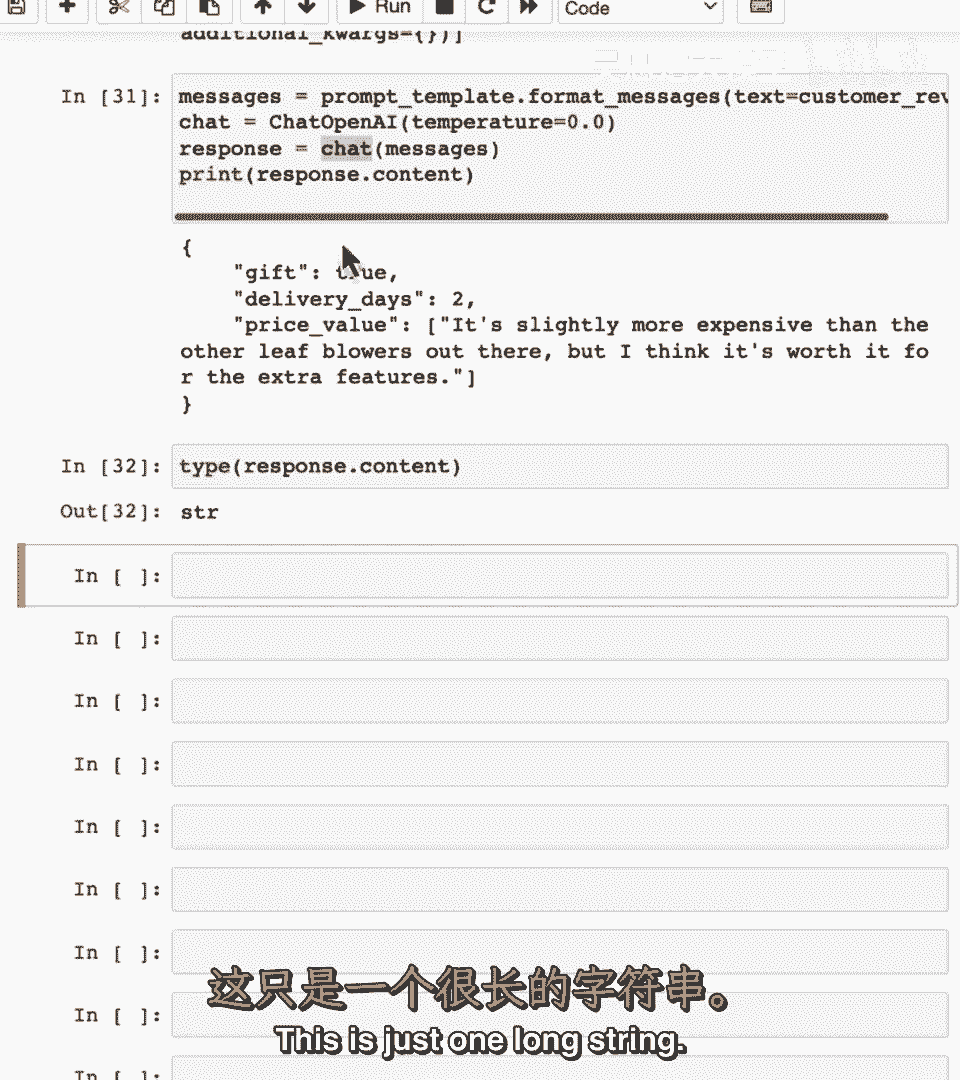 Run
Code
additional_kwargs={})]
In [31]:
messages = prompt_template.format_messages(text=customer_rev
chat = ChatOpenAI(temperature=0.0)
response = chat(messages)
print(response.content)
{
"gift": true,
"delivery_days": 2,
"price_value": ["It's slightly more expensive than the
other leaf blowers out there, but I think it's worth it fo
r the extra features."]
}
In [32]: type(response.content)
Out[32]: str
In [ ]:
In [ ]:
In [ ]:
In [ ]:
In [ ]:
In [ ]:
In [ ]:
In [ ]:
In [ ]:
这只是一个很长的字符串。
This is just one long string.